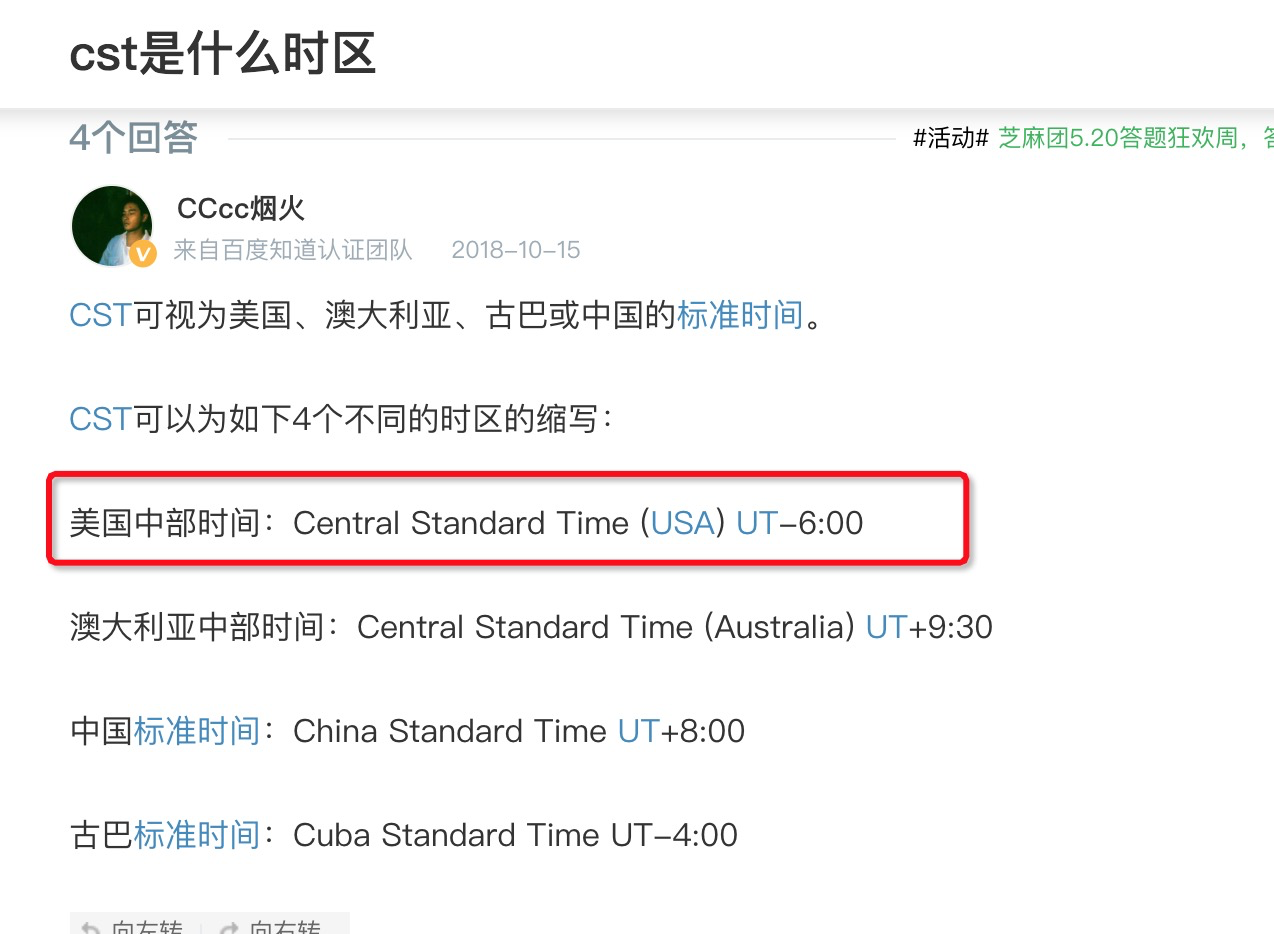 cst是什么时区
4个回答
#活动# 芝麻团5.20答题狂欢周，
CCcc烟火
来自百度知道认证团队 2018-10-15
CST可视为美国、澳大利亚、古巴或中国的标准时间。
CST可以为如下4个不同的时区的缩写：
美国中部时间：Central Standard Time (USA) UT-6:00
澳大利亚中部时间：Central Standard Time (Australia) UT+9:30
中国标准时间：China Standard Time UT+8:00
古巴标准时间：Cuba Standard Time UT-4:00
向左转 向右转